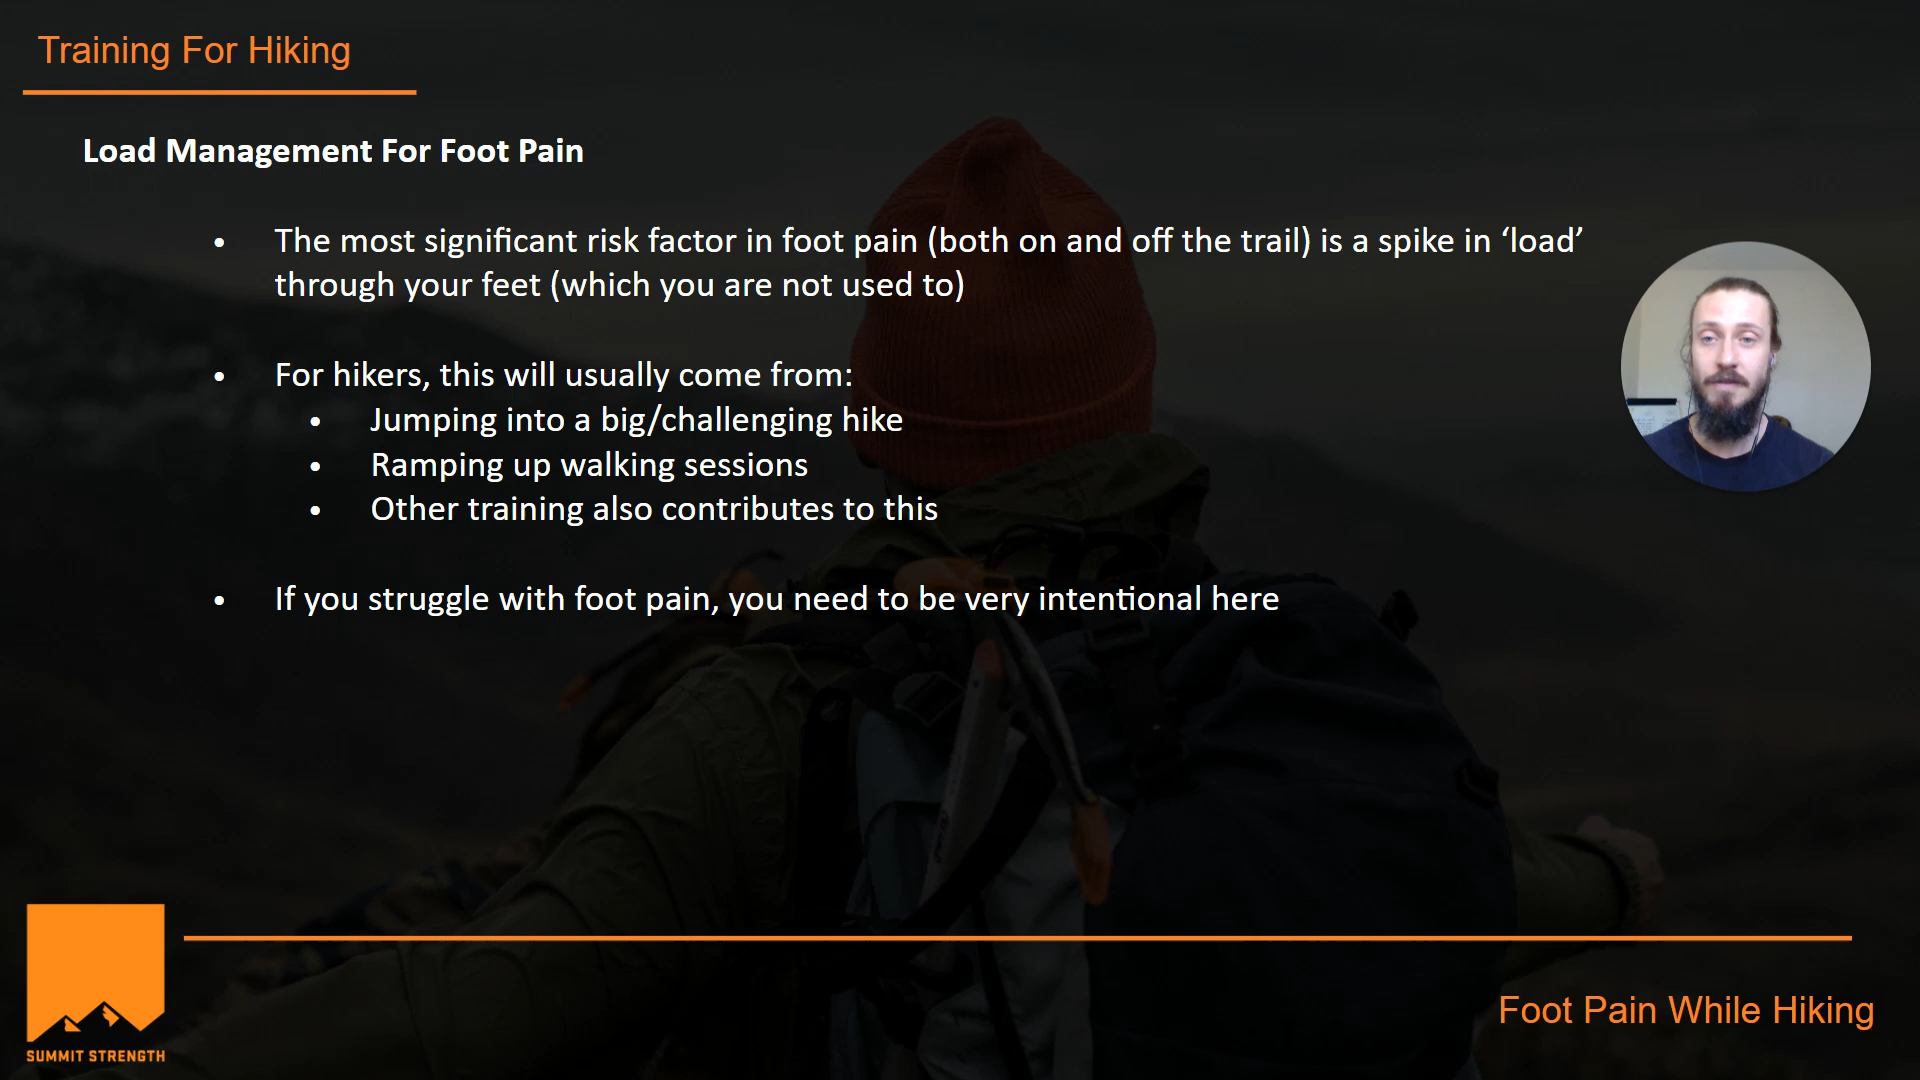 Training For Hiking
Load Management For Foot Pain
• The most significant risk factor in foot pain (both on and off the trail) is a spike in ‘load’
through your feet (which you are not used to)
• For hikers, this will usually come from:
• Jumping into a big/challenging hike
• Ramping up walking sessions
• Other training also contributes to this
• If you struggle with foot pain, you need to be very intentional here
SUMMIT STRENGTH
Foot Pain While Hiking